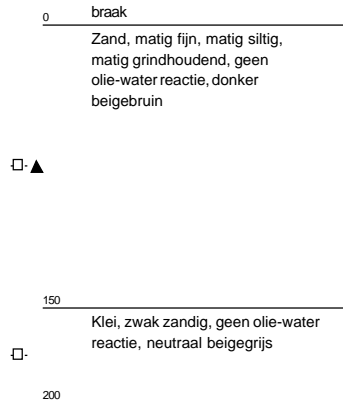 0 braak
Zand, matig fijn, matig siltig,
matig grindhoudend, geen
olie-water reactie, donker
beigebruin
150
Klei, zwak zandig, geen olie-water
reactie, neutraal beigegrijs
200